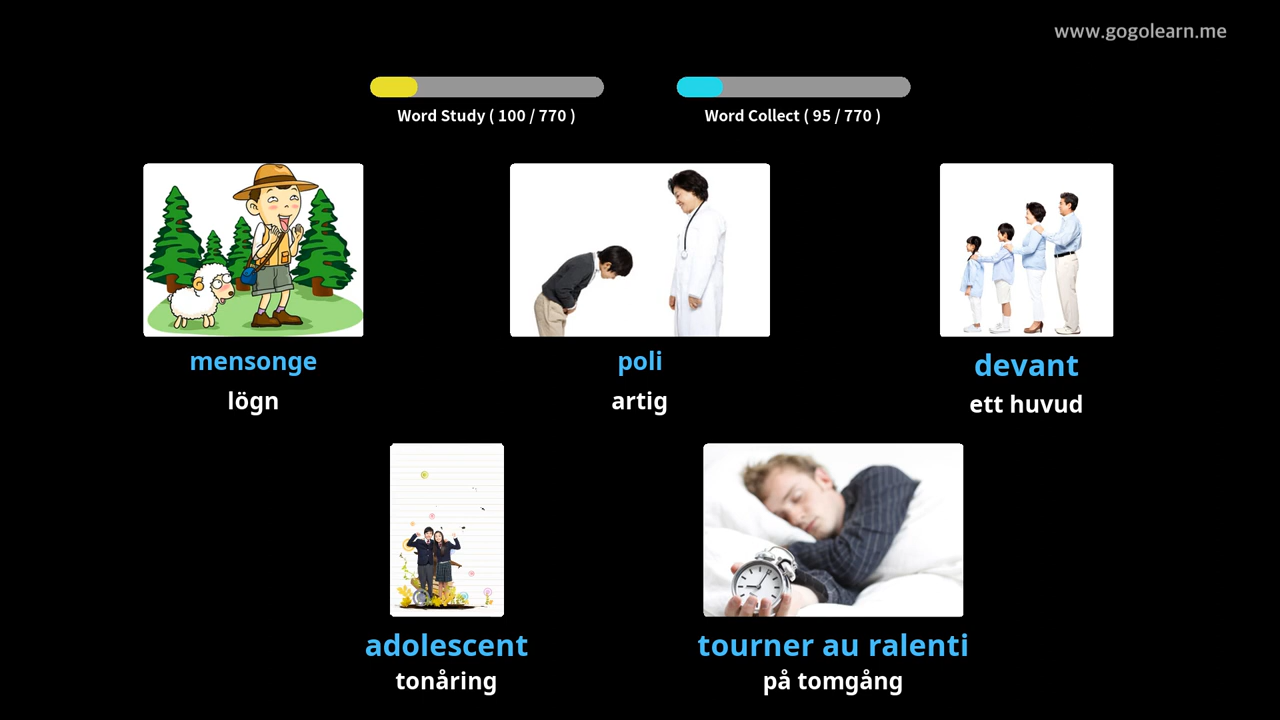 www.gogolearn.me
Word Study ( 100 / 770 )
Word Collect ( 95 / 770 )
mensonge
lögn
poli
artig
devant
ett huvud
adolescent
tonåring
tourner au ralenti
på tomgång